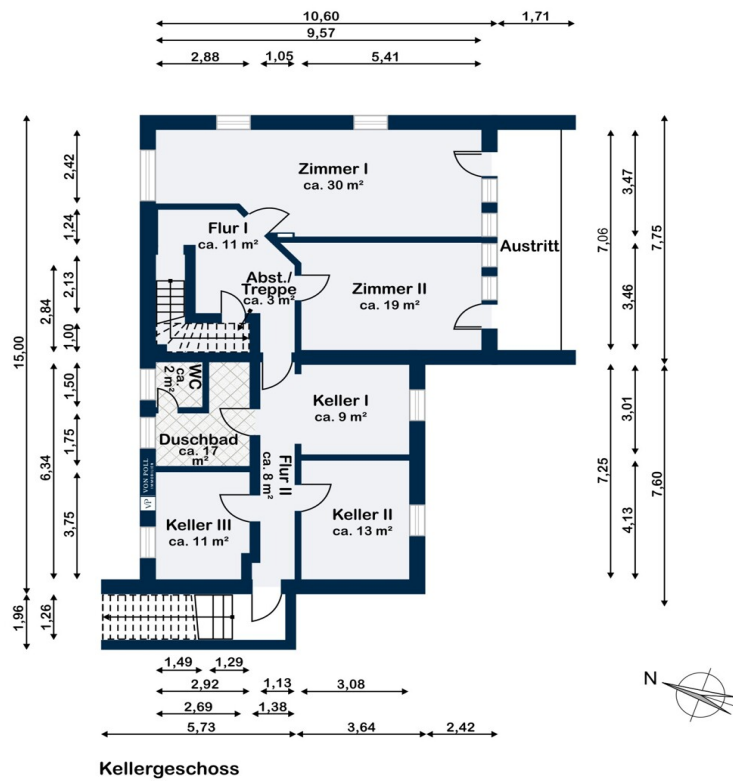 10,60
1,71
9,57
2,88
1,05
5,41
15,00
2,42
1,24
2,13
2,84
1,00
1,50
6,34
1,75
3,75
1,96
1,26
Zimmer I
ca. 30 m²
Flur I
ca. 11 m²
Abst./
Treppe
ca. 3 m²
Zimmer II
ca. 19 m²
Austritt
WC
ca.
2 m²
Duschbad
ca. 17
m²
Keller I
ca. 9 m²
Flur II
ca. 8 m²
Keller II
ca. 13 m²
Keller III
ca. 11 m²
VP
VON POLL
IMMOBILIEN
3,47
7,06
7,75
3,46
3,01
7,25
7,60
4,13
1,49
1,29
2,92
1,13
3,08
2,69
1,38
5,73
3,64
2,42
N
Kellergeschoss